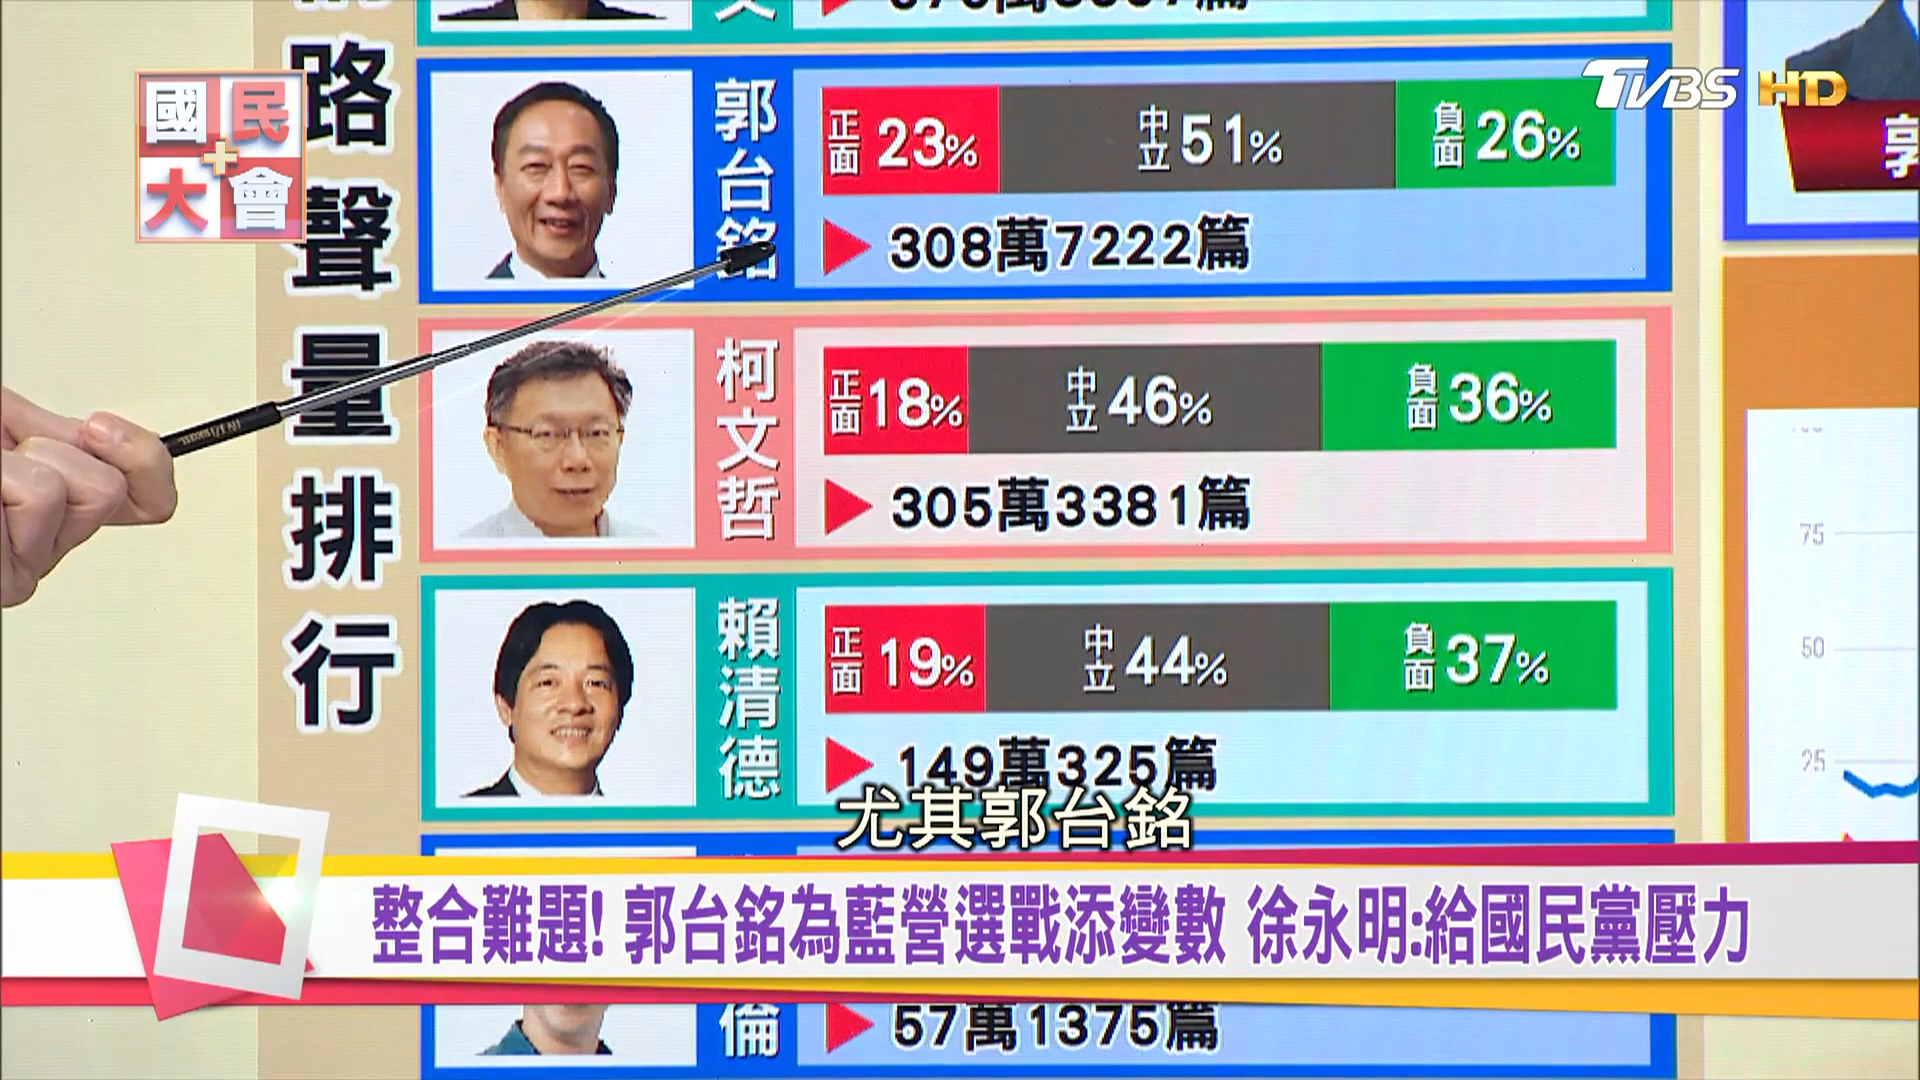 國民
大會
TVBS HD
路聲量排行
郭台銘
正面 23%
中立 51%
負面 26%
308萬7222篇
柯文哲
正面 18%
中立 46%
負面 36%
305萬3381篇
賴清德
正面 19%
中立 44%
負面 37%
149萬325篇
倫
57萬1375篇
郭
75
50
25
尤其郭台銘
整合難題! 郭台銘為藍營選戰添變數 徐永明:給國民黨壓力